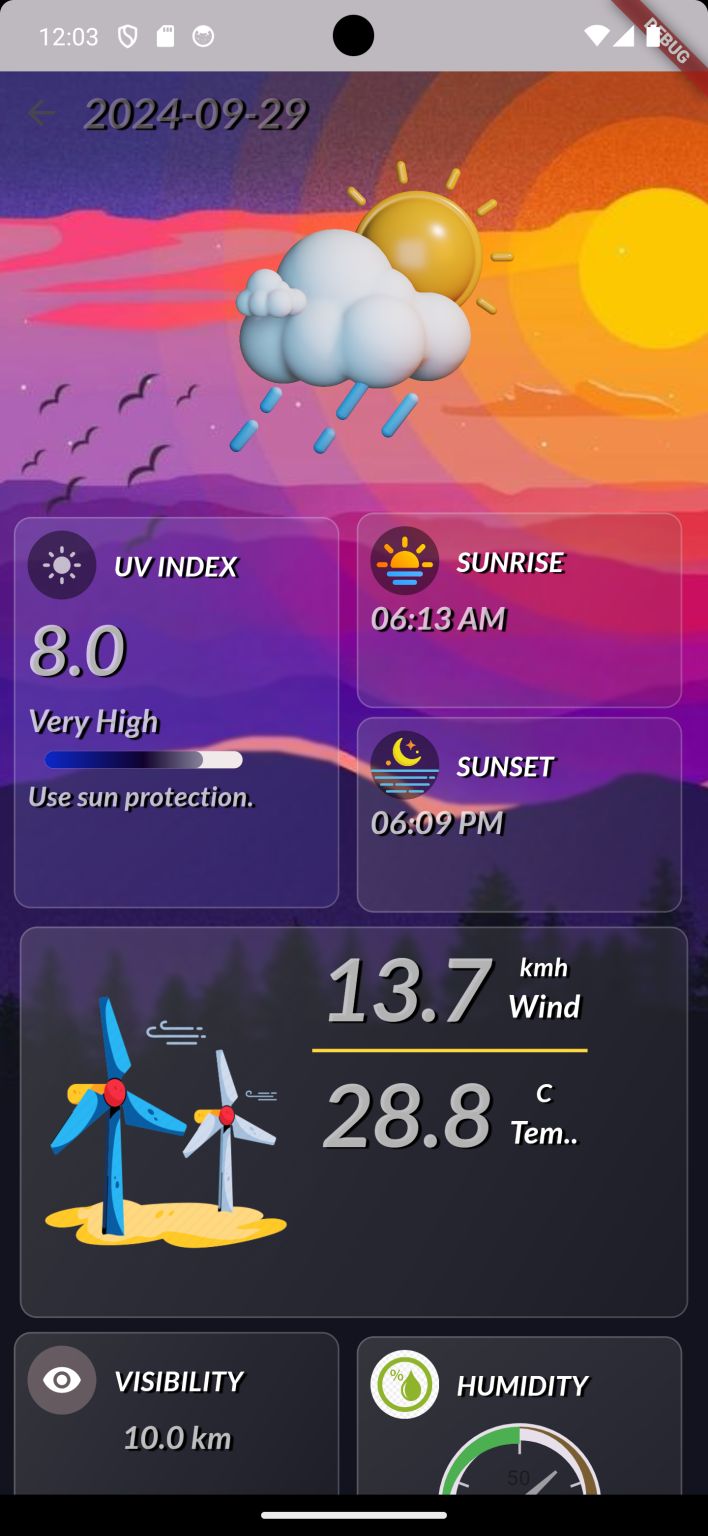 12:03
DEBUG
2024-09-29
UV INDEX
8.0
Very High
Use sun protection.
SUNRISE
06:13 AM
SUNSET
06:09 PM
13.7 kmh
Wind
28.8 C
Tem..
VISIBILITY
10.0 km
HUMIDITY
%
50